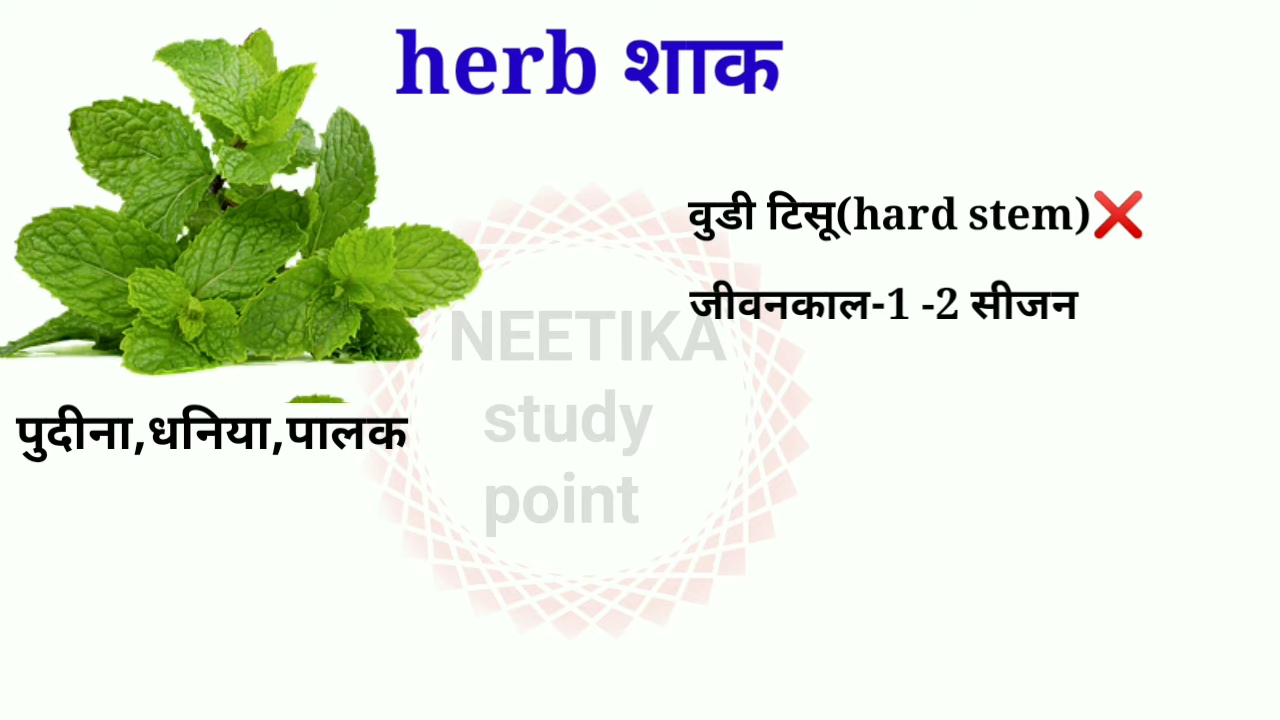 herb शाक
वुडी टिसू(hard stem)❌
जीवनकाल-1 -2 सीजन
NEETIKA
study
point
पुदीना,धनिया,पालक